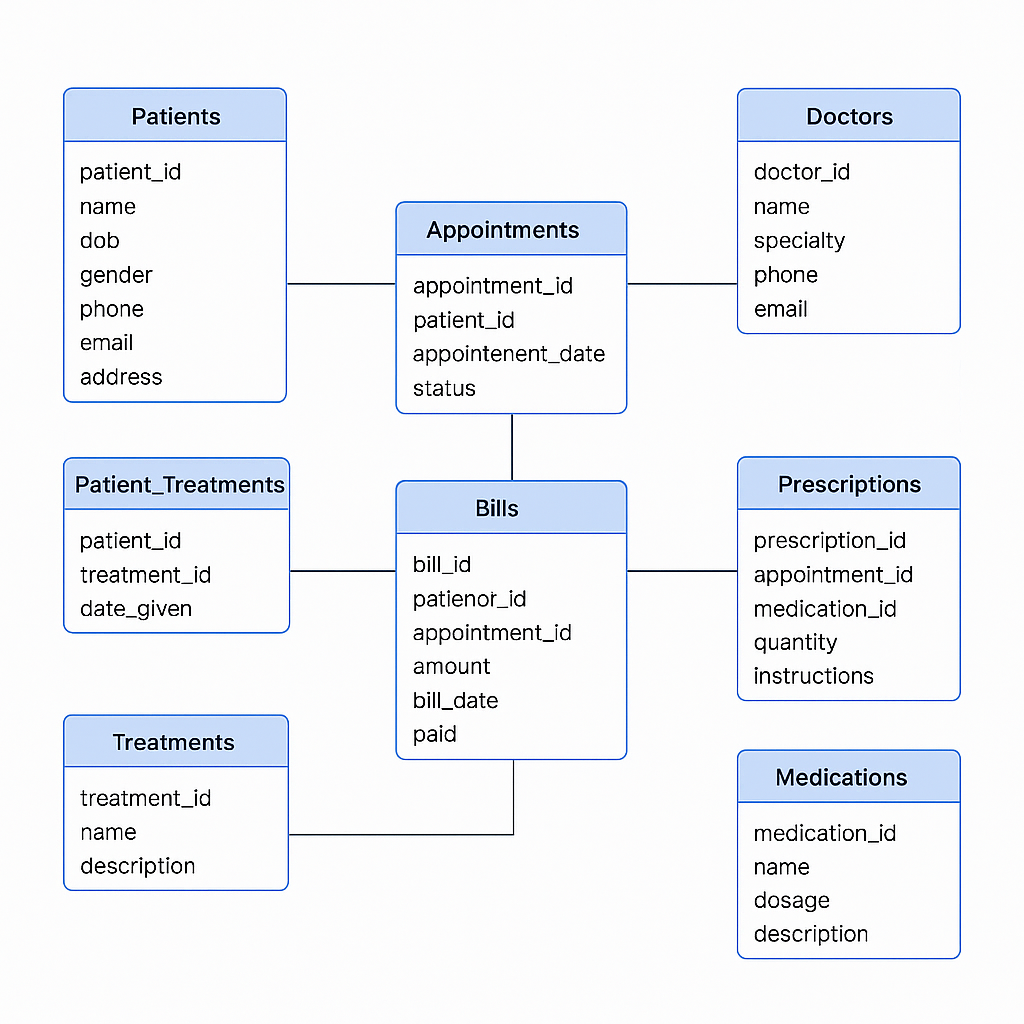 Patients
patient_id
name
dob
gender
phone
email
address
Appointments
appointment_id
patient_id
appointenent_date
status
Doctors
doctor_id
name
specialty
phone
email
Patient_Treatments
patient_id
treatment_id
date_given
Bills
bill_id
patienor_id
appointment_id
amount
bill_date
paid
Prescriptions
prescription_id
appointment_id
medication_id
quantity
instructions
Treatments
treatment_id
name
description
Medications
medication_id
name
dosage
description